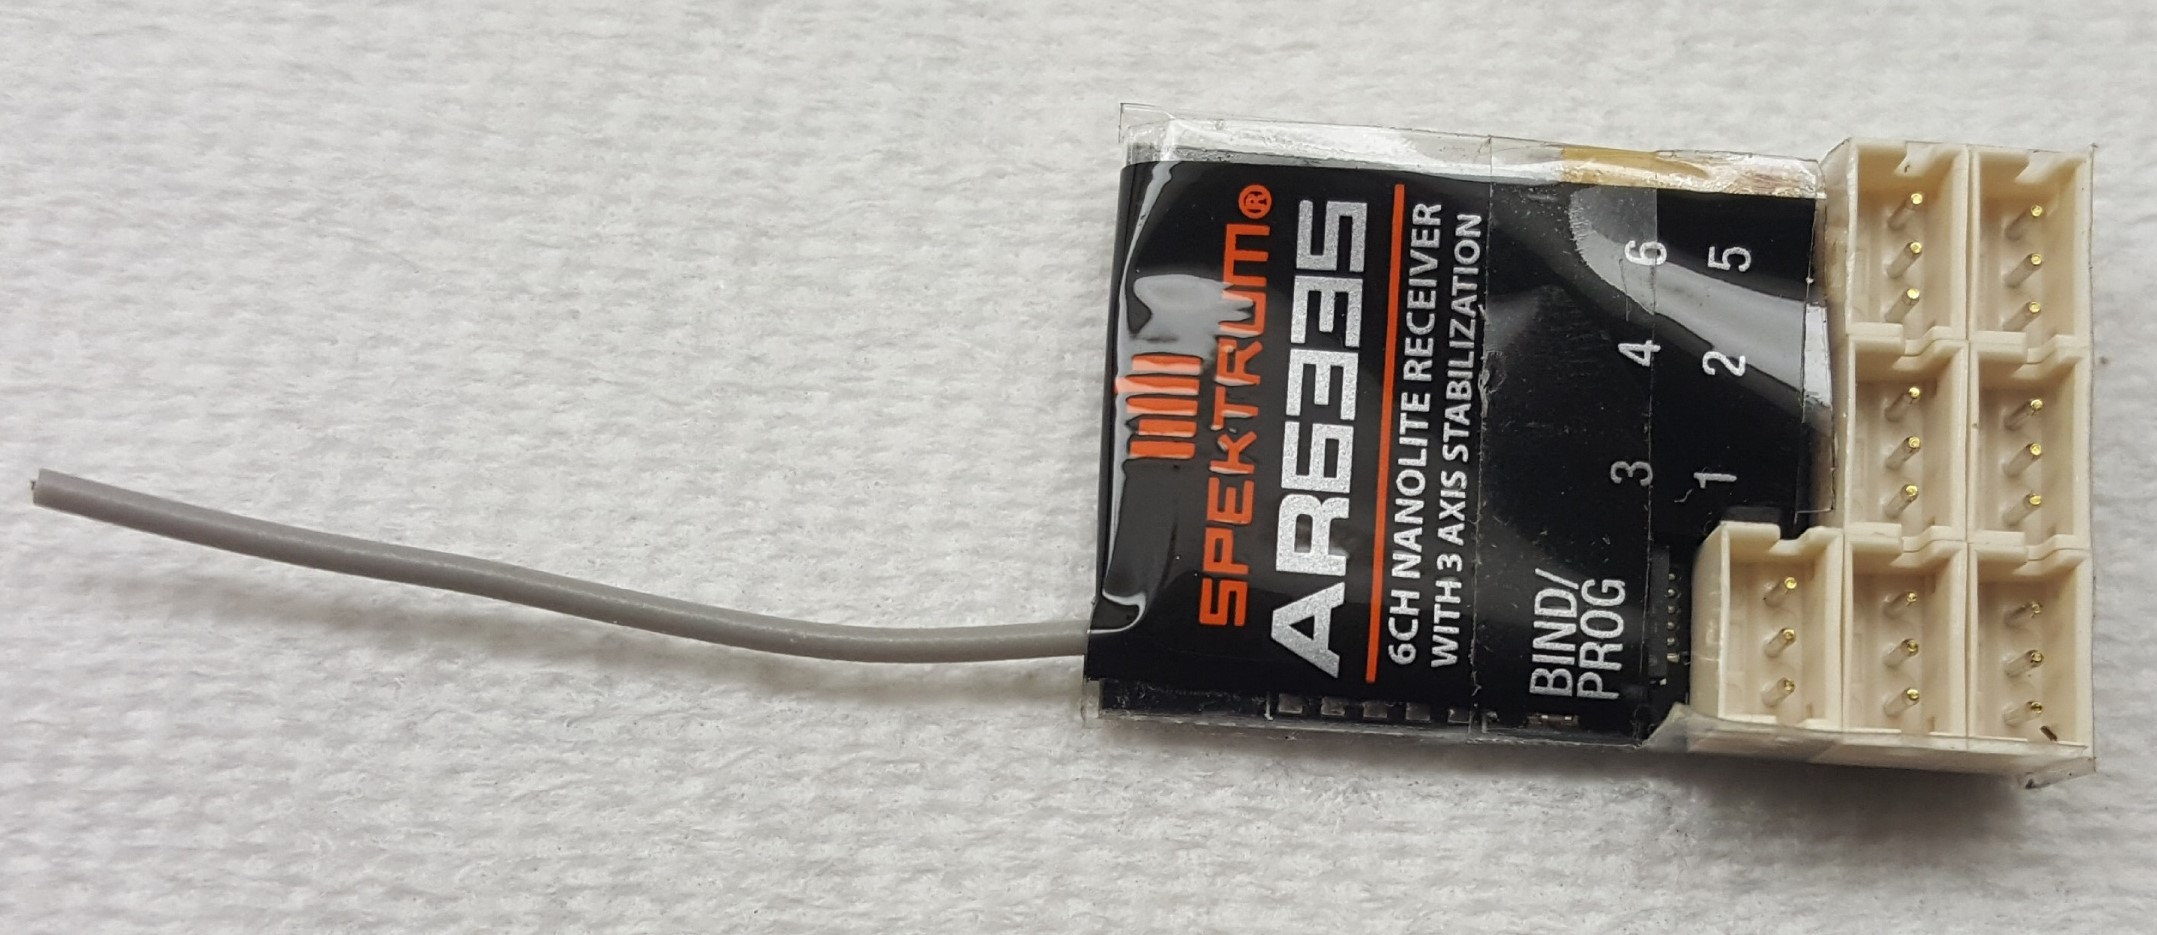 SPEKTRUM®
AR6335
6CH NANOLITE RECEIVER
WITH 3 AXIS STABILIZATION
BIND/
PROG
3 4 6
1 2 5